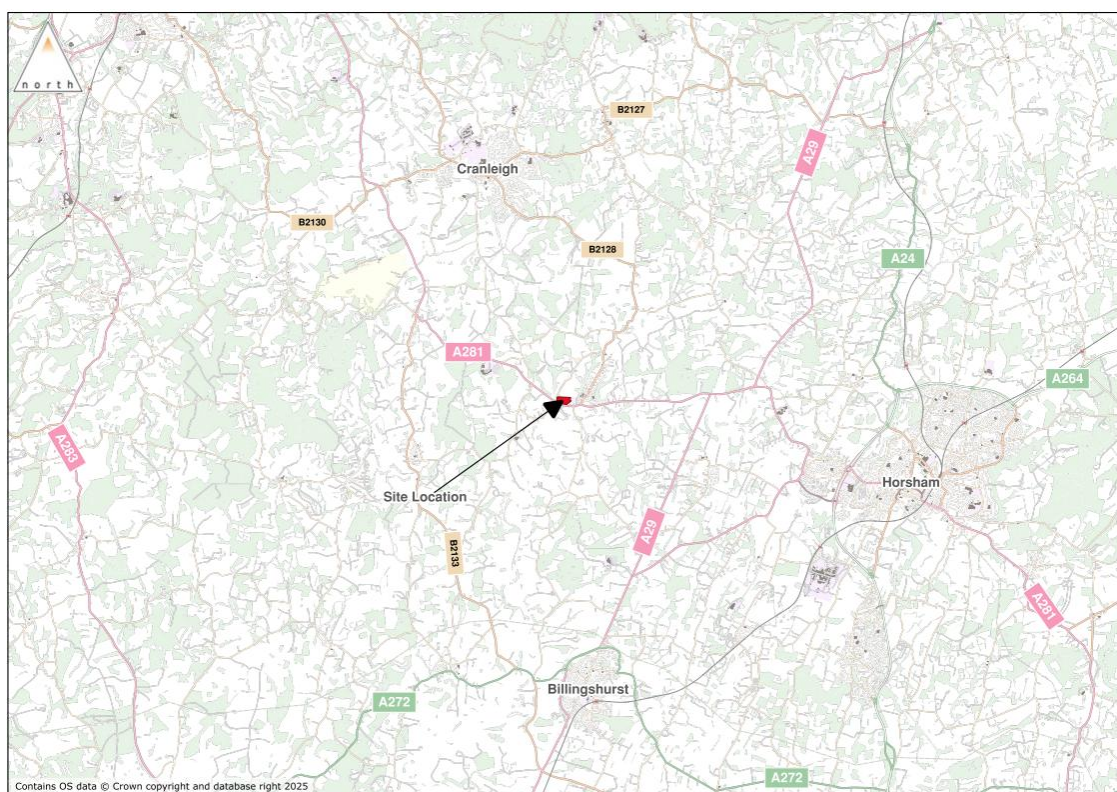 north
B2127
A29
Cranleigh
B2130
B2128
A24
A281
A264
A283
Site Location
Horsham
A29
B2133
A281
Billingshurst
A272
A272
Contains OS data © Crown copyright and database right 2025